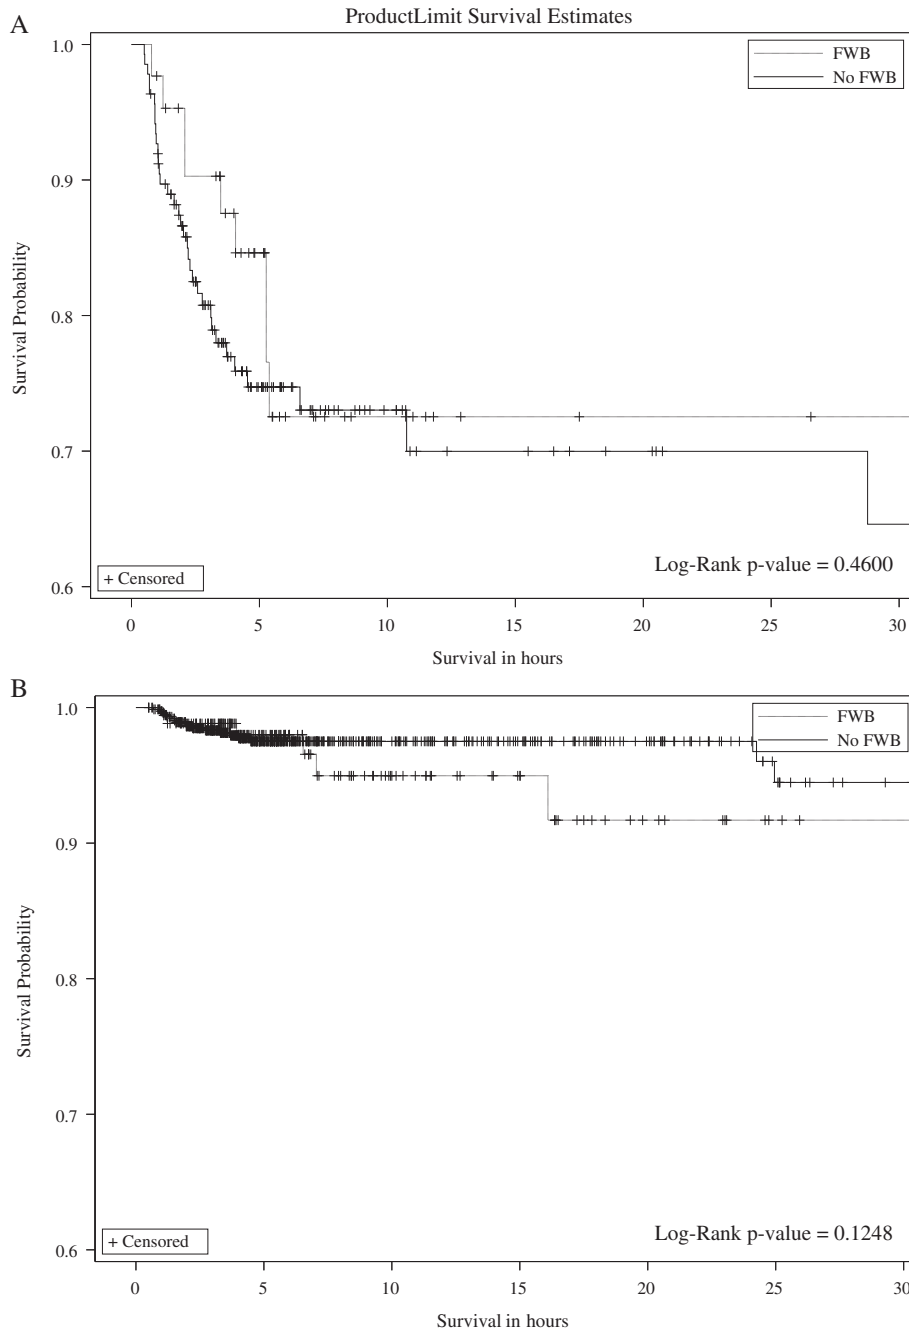 A
ProductLimit Survival Estimates
1.0
0.9
0.8
0.7
0.6
Survival Probability
FWB
No FWB
+ Censored
Log-Rank p-value = 0.4600
0 5 10 15 20 25 30
Survival in hours
B
1.0
0.9
0.8
0.7
0.6
Survival Probability
FWB
No FWB
+ Censored
Log-Rank p-value = 0.1248
0 5 10 15 20 25 30
Survival in hours